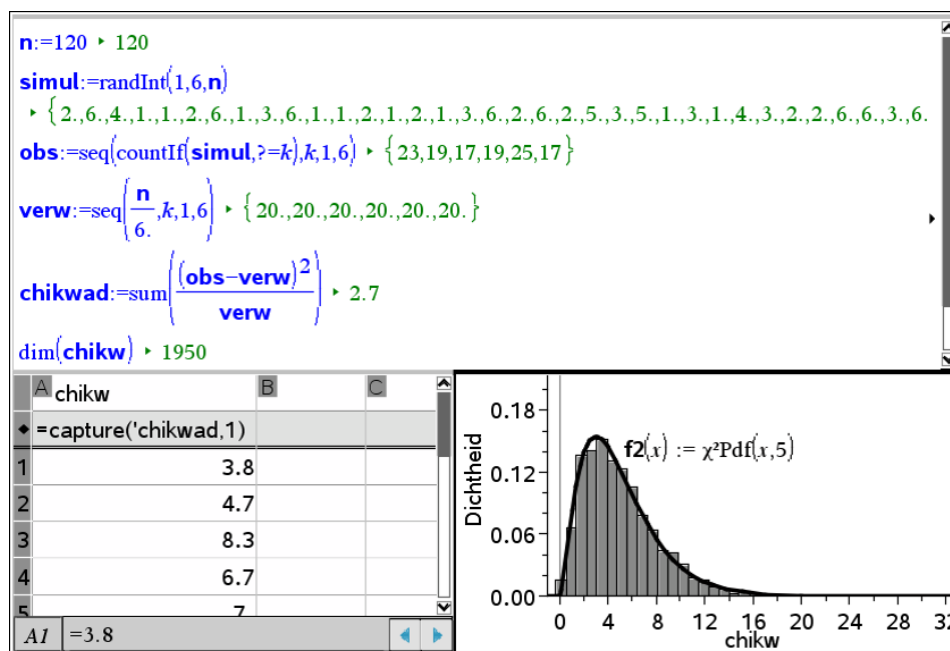 n:=120 ▸ 120
simul:=randInt(1,6,n)
▸ {2.,6.,4.,1.,1.,2.,6.,1.,3.,6.,1.,1.,2.,1.,2.,1.,3.,6.,2.,6.,2.,5.,3.,5.,1.,3.,1.,4.,3.,2.,2.,6.,6.,3.,6.
obs:=seq(countIf(simul,?=k),k,1,6) ▸ {23,19,17,19,25,17}
verw:=seq(n/6.,k,1,6) ▸ {20.,20.,20.,20.,20.,20.}
chikwad:=sum((obs-verw)²/verw) ▸ 2.7
dim(chikw) ▸ 1950
A chikw B C
=capture('chikwad,1)
1 3.8
2 4.7
3 8.3
4 6.7
5 7
A1 =3.8
0.18
0.12
0.06
0.00
Dichtheid
f2(x) := χ²Pdf(x,5)
0 4 8 12 16 20 24 28 32
chikw